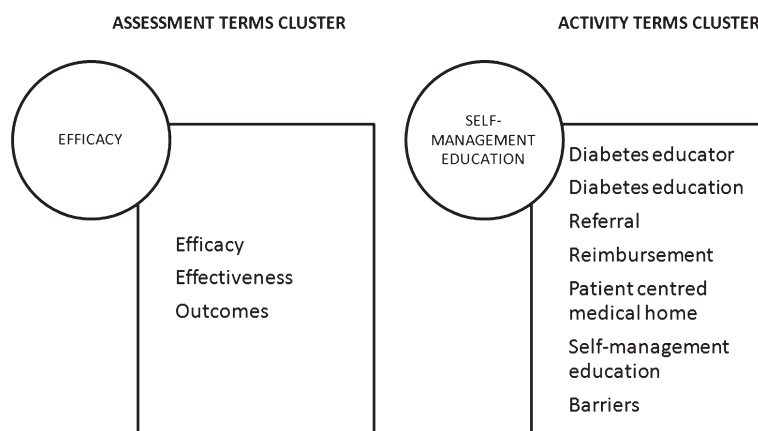 ASSESSMENT TERMS CLUSTER
EFFICACY
Efficacy
Effectiveness
Outcomes
ACTIVITY TERMS CLUSTER
SELF-
MANAGEMENT
EDUCATION
Diabetes educator
Diabetes education
Referral
Reimbursement
Patient centred
medical home
Self-management
education
Barriers